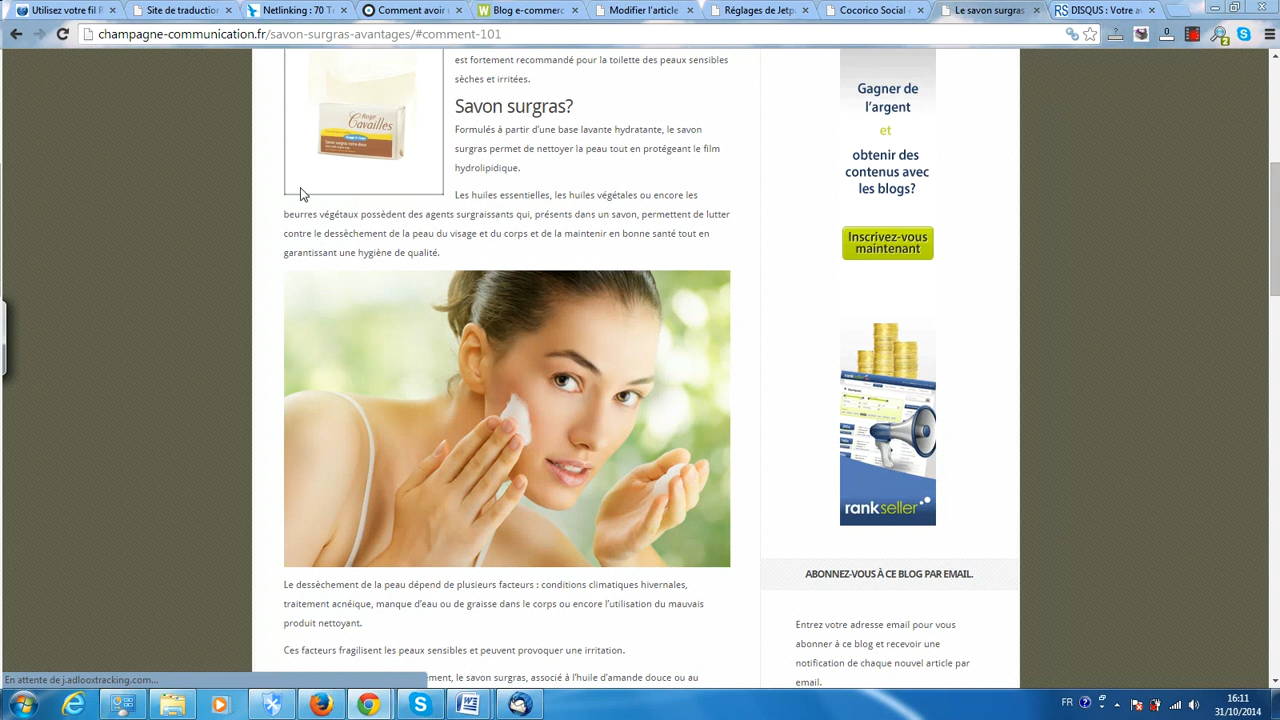 Utilisez votre fil R
Site de traduction
Netlinking : 70 T
Comment avoir
Blog e-commerc
Modifier l'article
Réglages de Jetp
Cocorico Social
Le savon surgras
DISQUS : Votre a
champagne-communication.fr/savon-surgras-avantages/#comment-101
est fortement recommandé pour la toilette des peaux sensibles
sèches et irritées.
Savon surgras?
Formulés à partir d'une base lavante hydratante, le savon
surgras permet de nettoyer la peau tout en protégeant le film
hydrolipidique.
Les huiles essentielles, les huiles végétales ou encore les
beurres végétaux possèdent des agents surgraissants qui, présents dans un savon, permettent de lutter
contre le dessèchement de la peau du visage et du corps et de la maintenir en bonne santé tout en
garantissant une hygiène de qualité.
Rogé
Cavaillès
Le dessèchement de la peau dépend de plusieurs facteurs : conditions climatiques hivernales,
traitement acnéique, manque d'eau ou de graisse dans le corps ou encore l'utilisation du mauvais
produit nettoyant.
Ces facteurs fragilisent les peaux sensibles et peuvent provoquer une irritation.
ment, le savon surgras, associé à l'huile d'amande douce ou au
Gagner de
l'argent
et
obtenir des
contenus avec
les blogs?
Inscrivez-vous
maintenant
rankseller
ABONNEZ-VOUS À CE BLOG PAR EMAIL.
Entrez votre adresse email pour vous
abonner à ce blog et recevoir une
notification de chaque nouvel article par
email.
En attente de j.adlooxtracking.com...
FR
16:11
31/10/2014